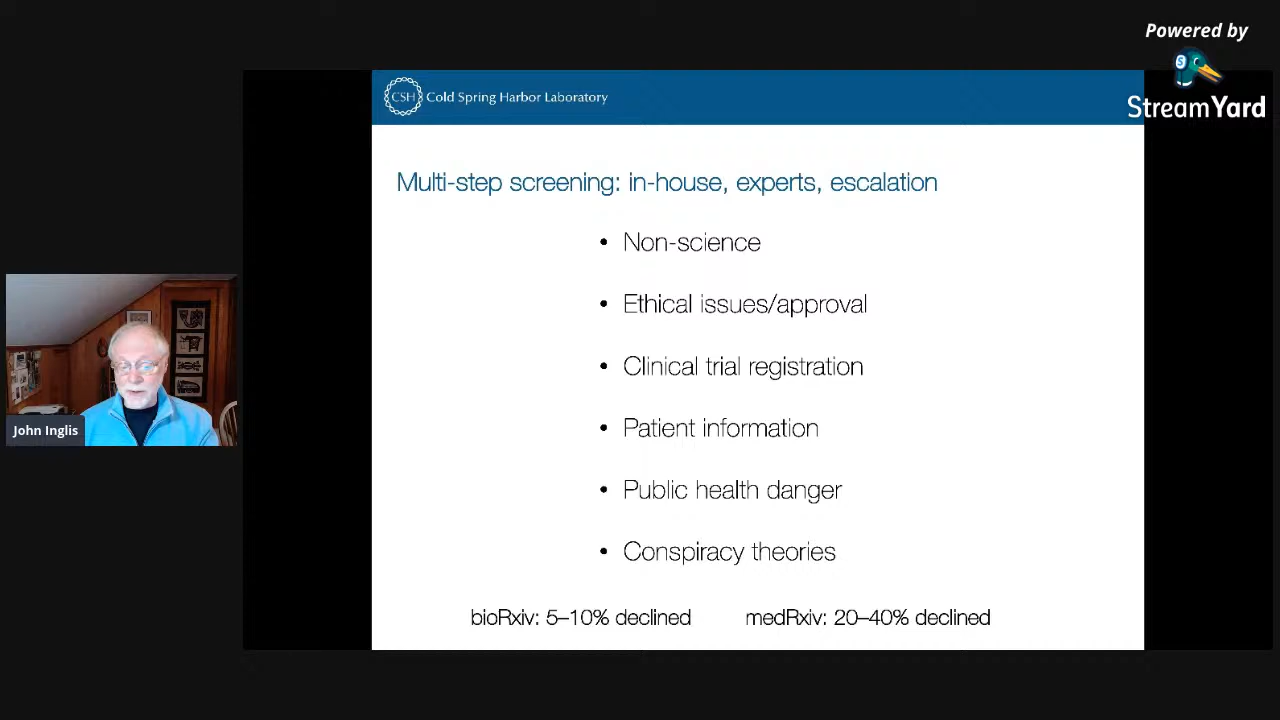 Powered by
StreamYard
CSH Cold Spring Harbor Laboratory
Multi-step screening: in-house, experts, escalation
• Non-science
• Ethical issues/approval
• Clinical trial registration
• Patient information
• Public health danger
• Conspiracy theories
bioRxiv: 5–10% declined
medRxiv: 20–40% declined
John Inglis